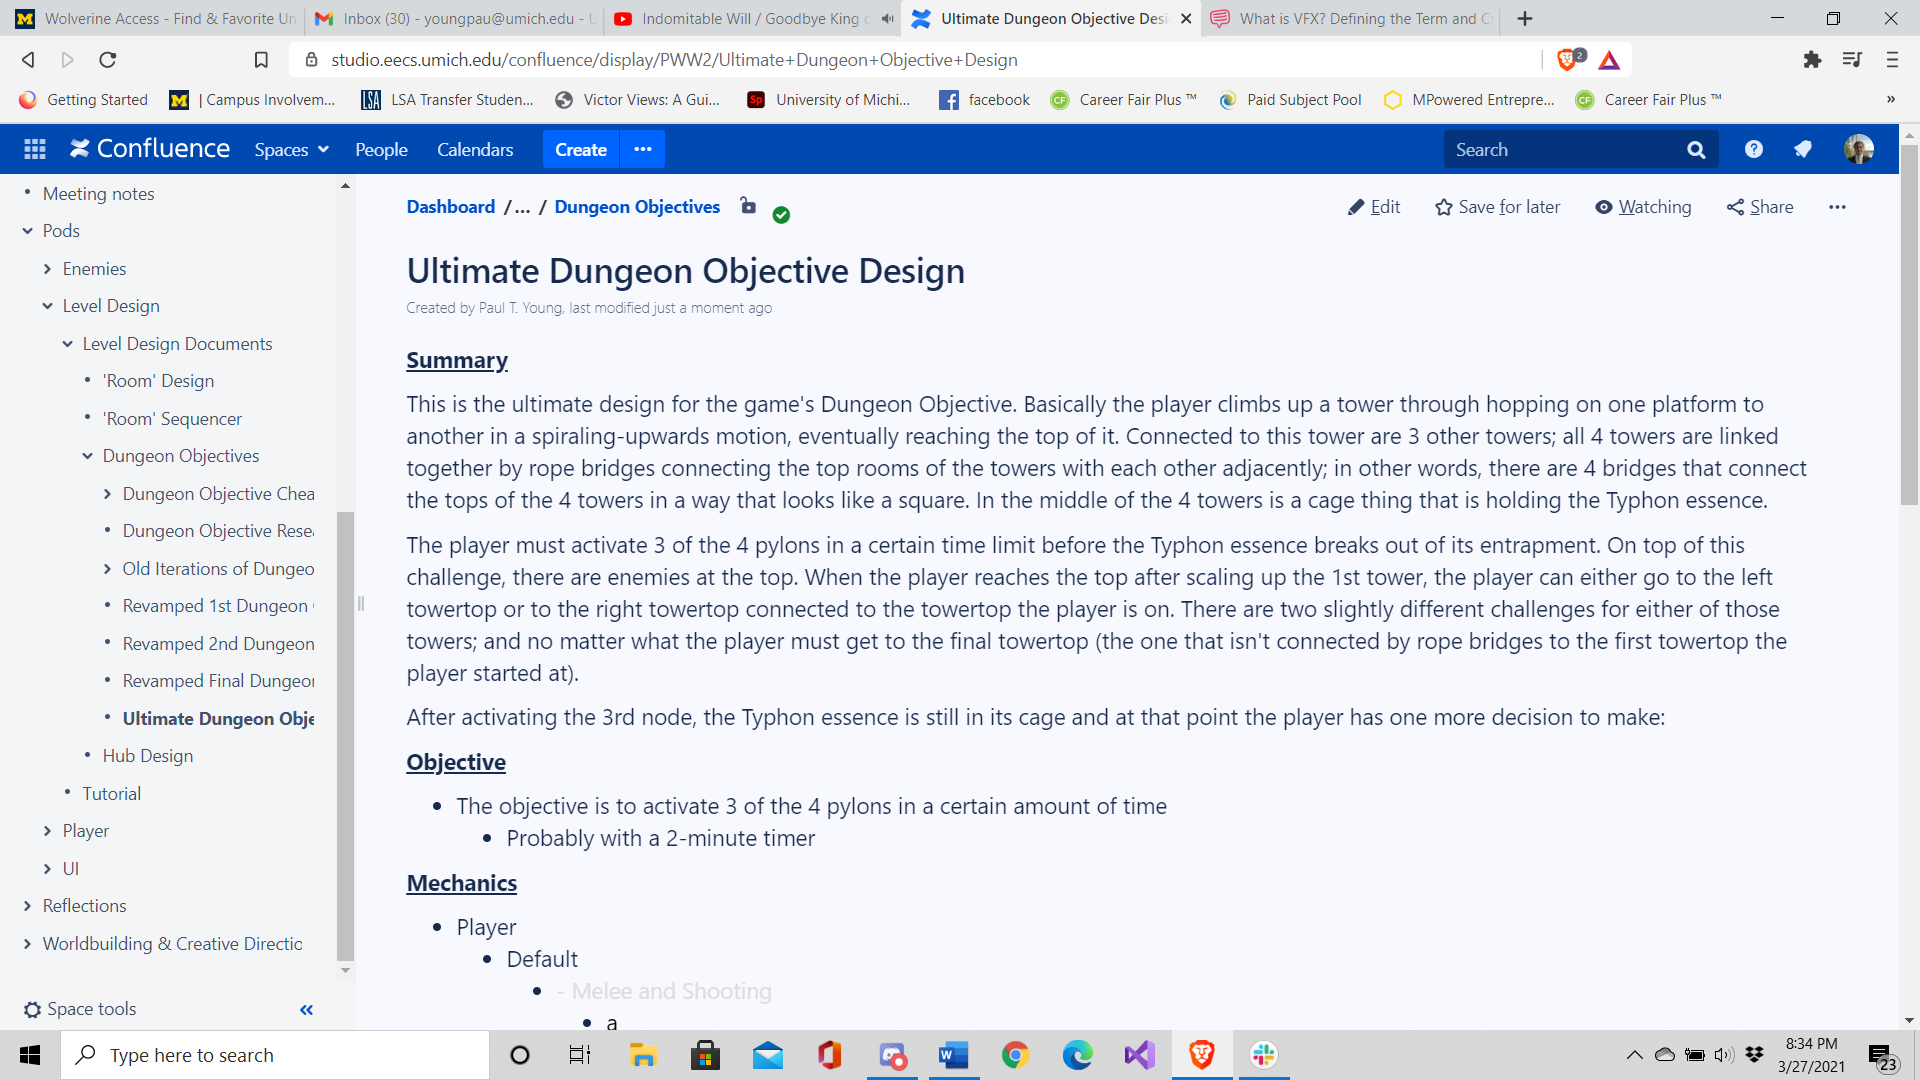 Wolverine Access - Find & Favorite Un
Inbox (30) - youngpau@umich.edu - U
Indomitable Will / Goodbye King o
Ultimate Dungeon Objective Desi
What is VFX? Defining the Term and C
studio.eecs.umich.edu/confluence/display/PWW2/Ultimate+Dungeon+Objective+Design
2
Getting Started
| Campus Involvem...
LSA Transfer Studen...
Victor Views: A Gui...
University of Michi...
facebook
Career Fair Plus ™
Paid Subject Pool
MPowered Entrepre...
Career Fair Plus ™
»
Confluence
Spaces
People
Calendars
Create
Search
Meeting notes
Pods
Enemies
Level Design
Level Design Documents
'Room' Design
'Room' Sequencer
Dungeon Objectives
Dungeon Objective Chea
Dungeon Objective Rese
Old Iterations of Dungeo
Revamped 1st Dungeon
Revamped 2nd Dungeon
Revamped Final Dungeon
Ultimate Dungeon Obje
Hub Design
Tutorial
Player
UI
Reflections
Worldbuilding & Creative Directio
Space tools
«
Dashboard /... / Dungeon Objectives
Edit
Save for later
Watching
Share
Ultimate Dungeon Objective Design
Created by Paul T. Young, last modified just a moment ago
Summary
This is the ultimate design for the game's Dungeon Objective. Basically the player climbs up a tower through hopping on one platform to
another in a spiraling-upwards motion, eventually reaching the top of it. Connected to this tower are 3 other towers; all 4 towers are linked
together by rope bridges connecting the top rooms of the towers with each other adjacently; in other words, there are 4 bridges that connect
the tops of the 4 towers in a way that looks like a square. In the middle of the 4 towers is a cage thing that is holding the Typhon essence.
The player must activate 3 of the 4 pylons in a certain time limit before the Typhon essence breaks out of its entrapment. On top of this
challenge, there are enemies at the top. When the player reaches the top after scaling up the 1st tower, the player can either go to the left
towertop or to the right towertop connected to the towertop the player is on. There are two slightly different challenges for either of those
towers; and no matter what the player must get to the final towertop (the one that isn't connected by rope bridges to the first towertop the
player started at).
After activating the 3rd node, the Typhon essence is still in its cage and at that point the player has one more decision to make:
Objective
The objective is to activate 3 of the 4 pylons in a certain amount of time
Probably with a 2-minute timer
Mechanics
Player
Default
- Melee and Shooting
a
Type here to search
8:34 PM
3/27/2021
23